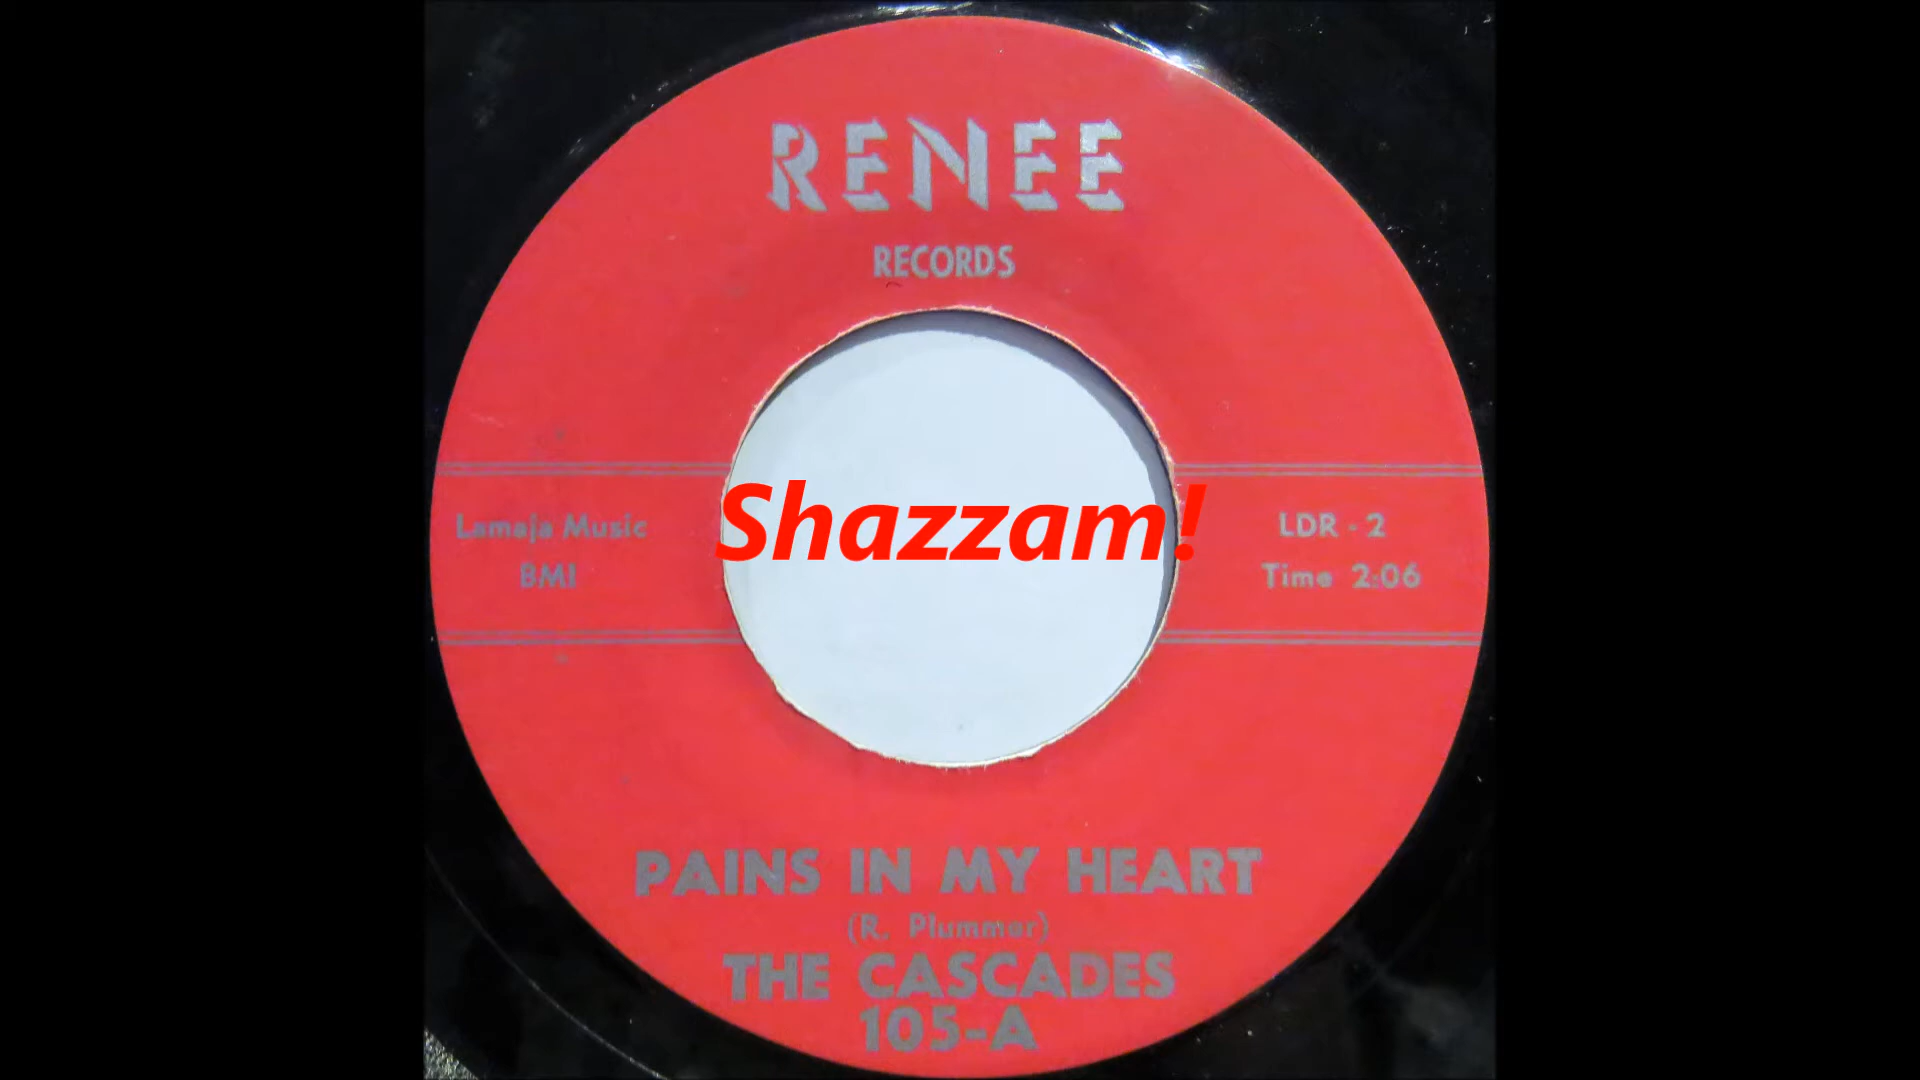 RENEE
RECORDS
Shazzam!
Lamaja Music
BMI
LDR - 2
Time 2:06
PAINS IN MY HEART
(R. Plummer)
THE CASCADES
105-A